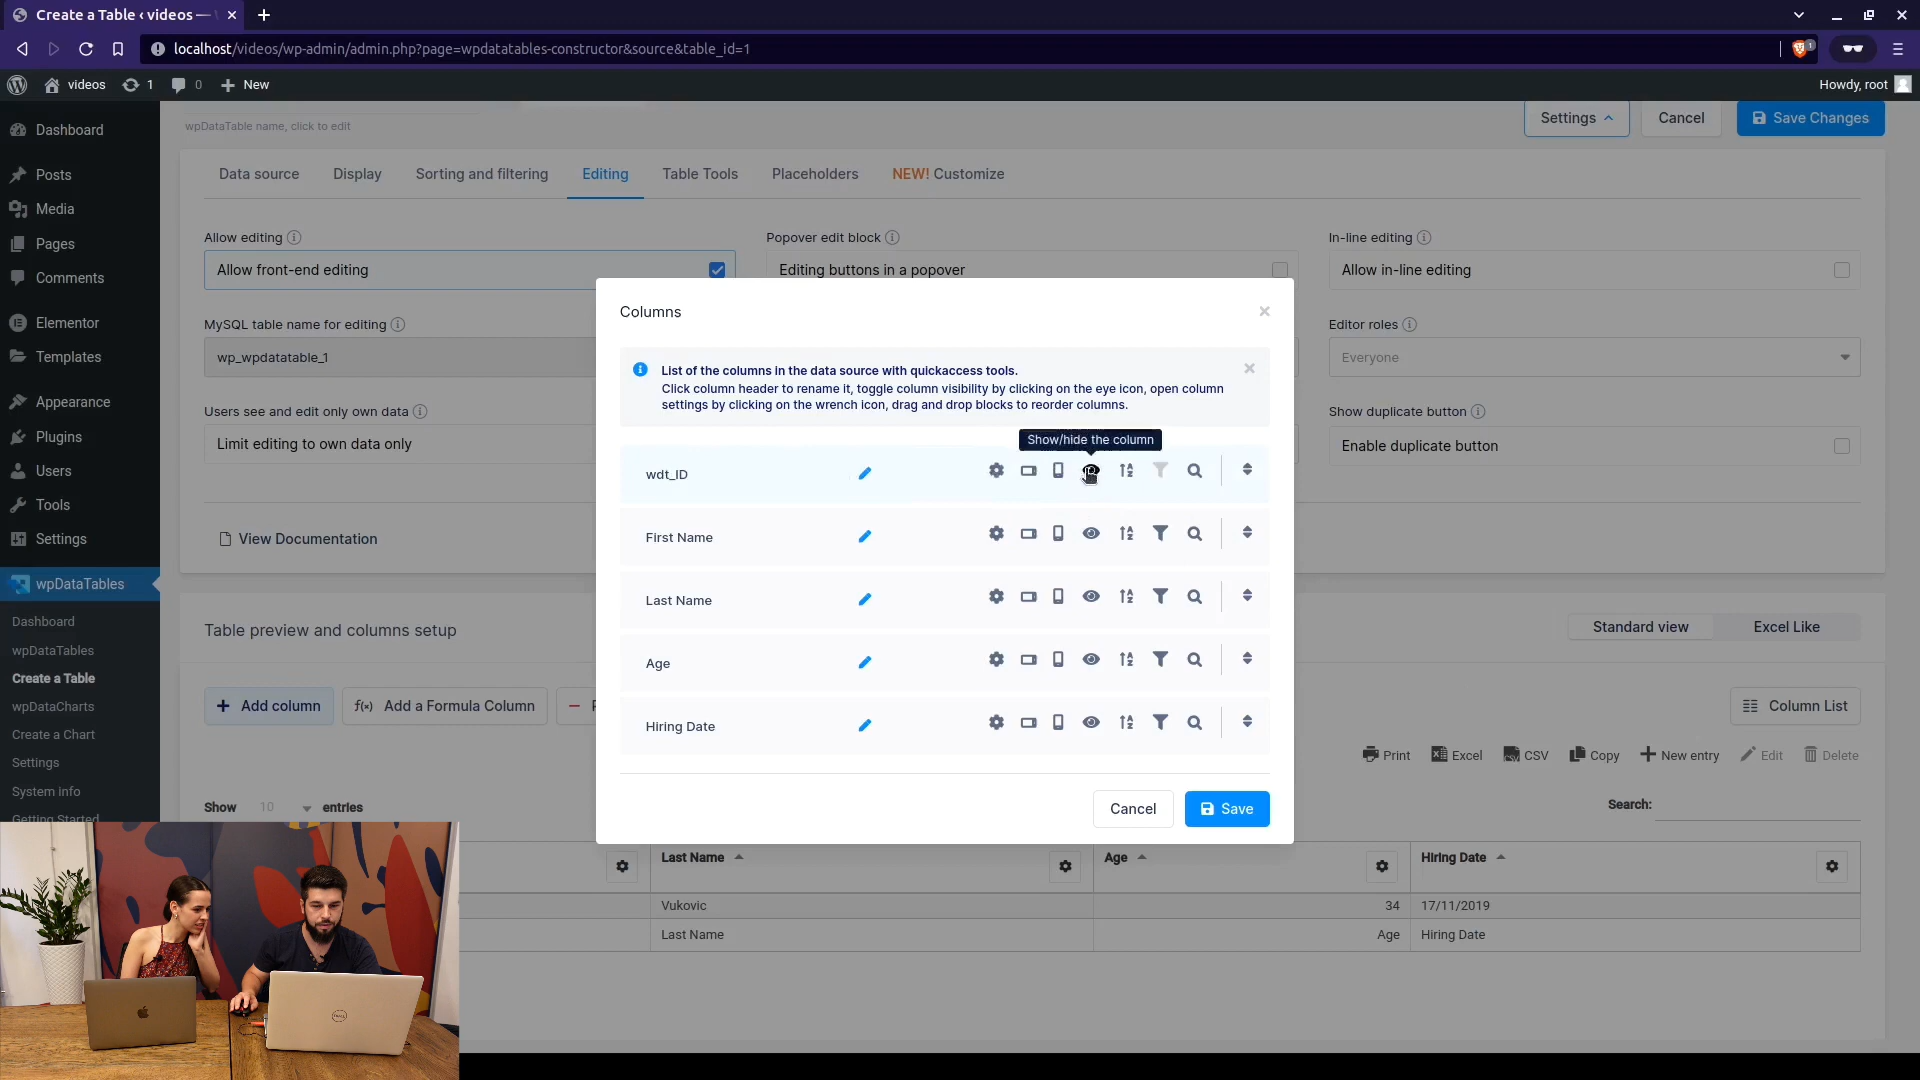 Create a Table ‹ videos —
localhost/videos/wp-admin/admin.php?page=wpdatatables-constructor&source&table_id=1
1
videos
1
0
New
Howdy, root
Dashboard
Posts
Media
Pages
Comments
Elementor
Templates
Appearance
Plugins
Users
Tools
Settings
wpDataTables
Dashboard
wpDataTables
Create a Table
wpDataCharts
Create a Chart
Settings
System info
Getting Started
wpDataTable name, click to edit
Settings
Cancel
Save Changes
Data source
Display
Sorting and filtering
Editing
Table Tools
Placeholders
NEW! Customize
Allow editing
Allow front-end editing
Popover edit block
Editing buttons in a popover
In-line editing
Allow in-line editing
MySQL table name for editing
wp_wpdatatable_1
Editor roles
Everyone
Users see and edit only own data
Limit editing to own data only
Show duplicate button
Enable duplicate button
View Documentation
Columns
List of the columns in the data source with quickaccess tools.
Click column header to rename it, toggle column visibility by clicking on the eye icon, open column
settings by clicking on the wrench icon, drag and drop blocks to reorder columns.
Show/hide the column
wdt_ID
First Name
Last Name
Age
Hiring Date
Cancel
Save
Table preview and columns setup
Standard view
Excel Like
Add column
f(x) Add a Formula Column
Column List
Print
Excel
CSV
Copy
New entry
Edit
Delete
Show 10 entries
Search:
Last Name
Age
Hiring Date
Vukovic
34
17/11/2019
Last Name
Age
Hiring Date
DELL